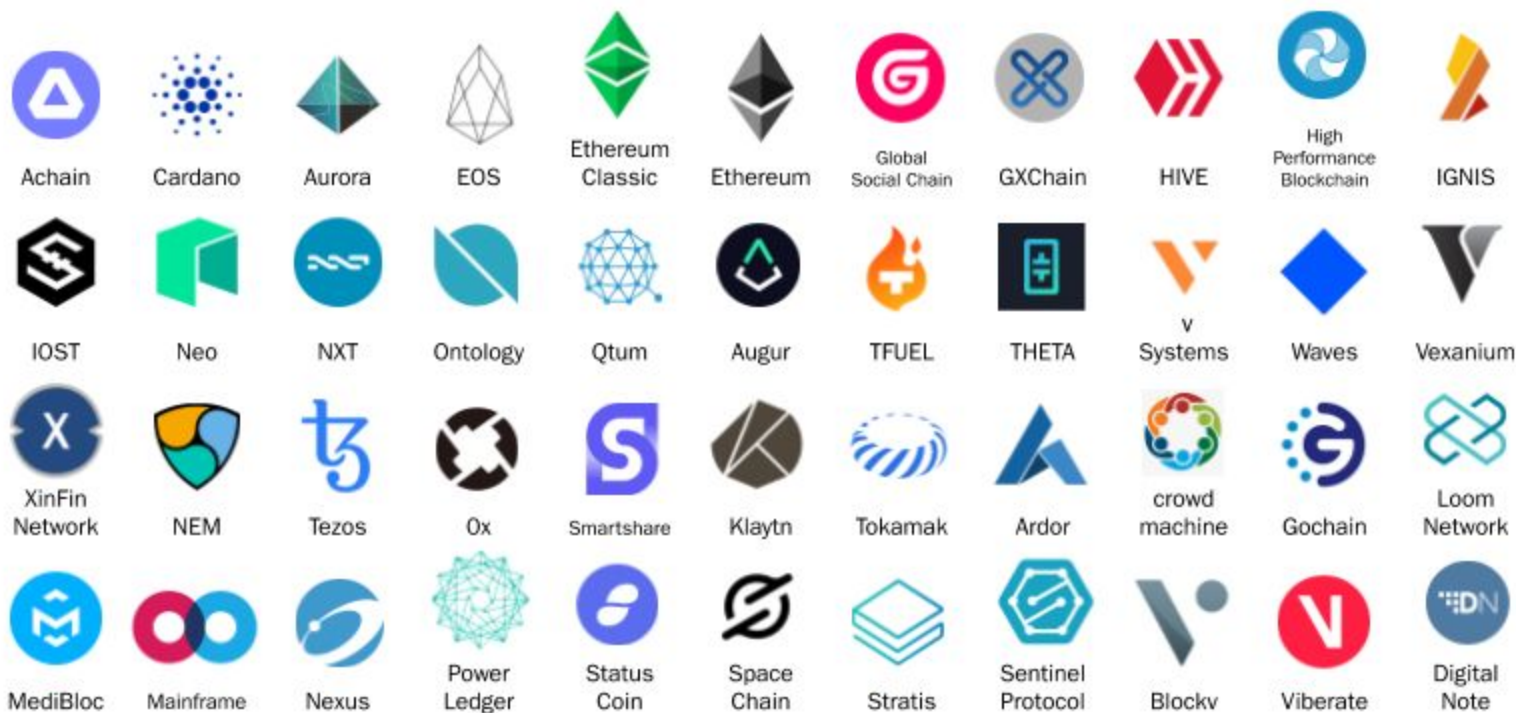 Achain
Cardano
Aurora
EOS
Ethereum
Classic
Ethereum
Global
Social Chain
GXChain
HIVE
High
Performance
Blockchain
IGNIS
IOST
Neo
NXT
Ontology
Qtum
Augur
TFUEL
THETA
v
Systems
Waves
Vexanium
X
XinFin
Network
NEM
Tezos
Ox
Smartshare
Klaytn
Tokamak
Ardor
crowd
machine
Gochain
Loom
Network
MediBloc
Mainframe
Nexus
Power
Ledger
Status
Coin
Space
Chain
Stratis
Sentinel
Protocol
Blockv
Viberate
DN
Digital
Note